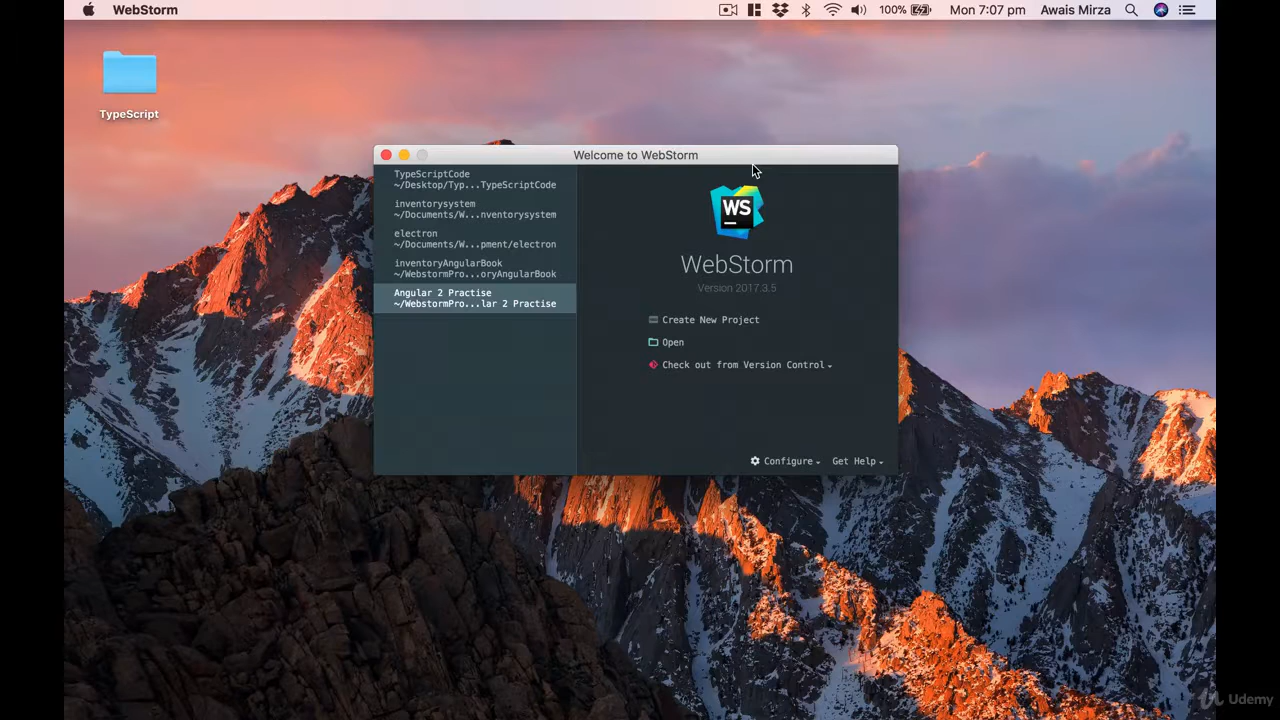 WebStorm
100%
Mon 7:07 pm
Awais Mirza
TypeScript
Welcome to WebStorm
TypeScriptCode
~/Desktop/Typ...TypeScriptCode
inventorysystem
~/Documents/W...nventorysystem
electron
~/Documents/W...pment/electron
inventoryAngularBook
~/WebstormPro...oryAngularBook
Angular 2 Practise
~/WebstormPro...lar 2 Practise
WS
WebStorm
Version 2017.3.5
Create New Project
Open
Check out from Version Control
Configure
Get Help
Udemy